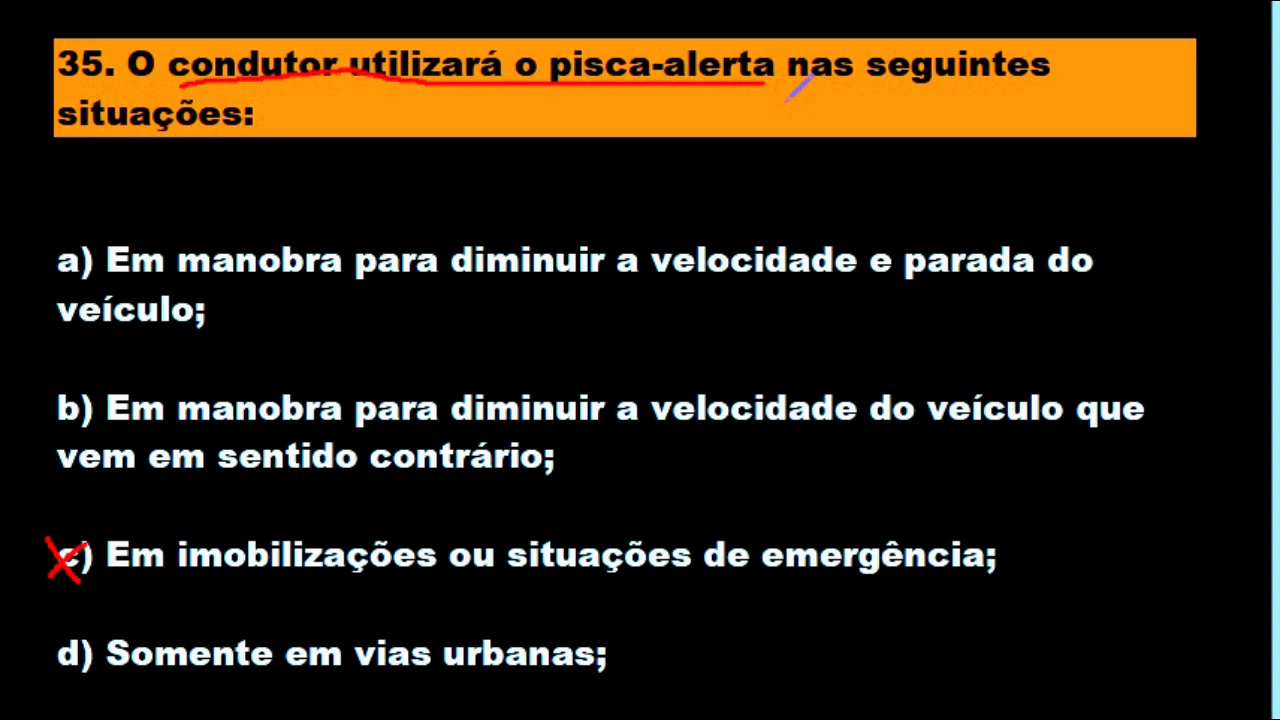 35. O condutor utilizará o pisca-alerta nas seguintes
situações:
a) Em manobra para diminuir a velocidade e parada do
veículo;
b) Em manobra para diminuir a velocidade do veículo que
vem em sentido contrário;
c) Em imobilizações ou situações de emergência;
d) Somente em vias urbanas;